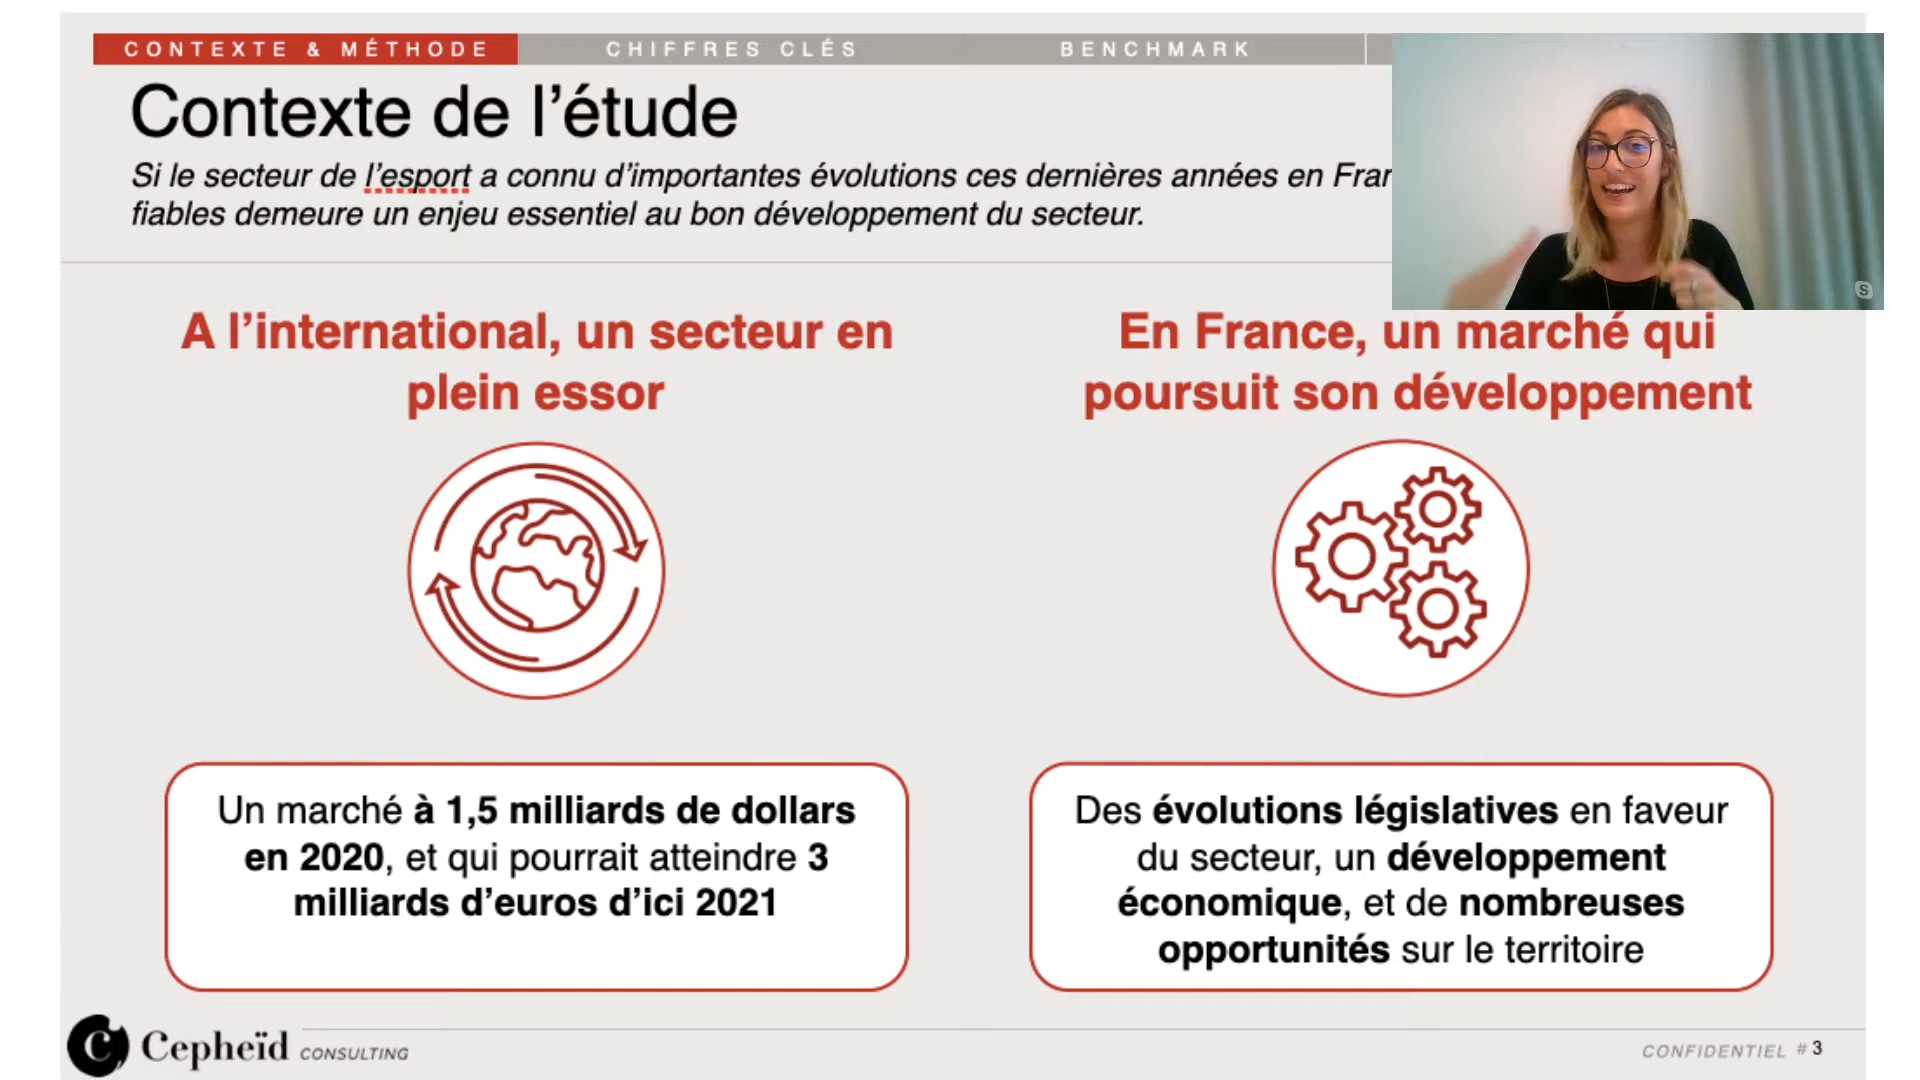 CONTEXTE & MÉTHODE
CHIFFRES CLÉS
BENCHMARK
Contexte de l’étude
Si le secteur de l’esport a connu d’importantes évolutions ces dernières années en
fiables demeure un enjeu essentiel au bon développement du secteur.
A l’international, un secteur en
plein essor
En France, un marché qui
poursuit son développement
Un marché à 1,5 milliards de dollars
en 2020, et qui pourrait atteindre 3
milliards d’euros d’ici 2021
Des évolutions législatives en faveur
du secteur, un développement
économique, et de nombreuses
opportunités sur le territoire
C Cepheïd CONSULTING
CONFIDENTIEL #3